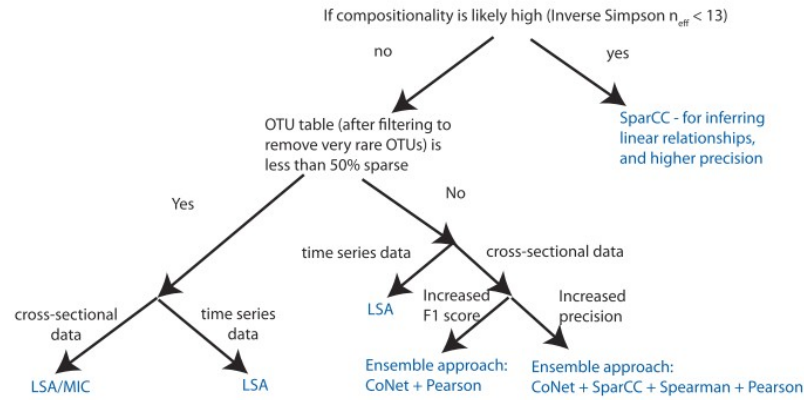 If compositionality is likely high (Inverse Simpson n_eff < 13)
no
yes
OTU table (after filtering to
remove very rare OTUs) is
less than 50% sparse
SparCC - for inferring
linear relationships,
and higher precision
Yes
No
time series data
cross-sectional data
cross-sectional
data
time series
data
LSA
Increased
F1 score
Increased
precision
LSA/MIC
LSA
Ensemble approach:
CoNet + Pearson
Ensemble approach:
CoNet + SparCC + Spearman + Pearson